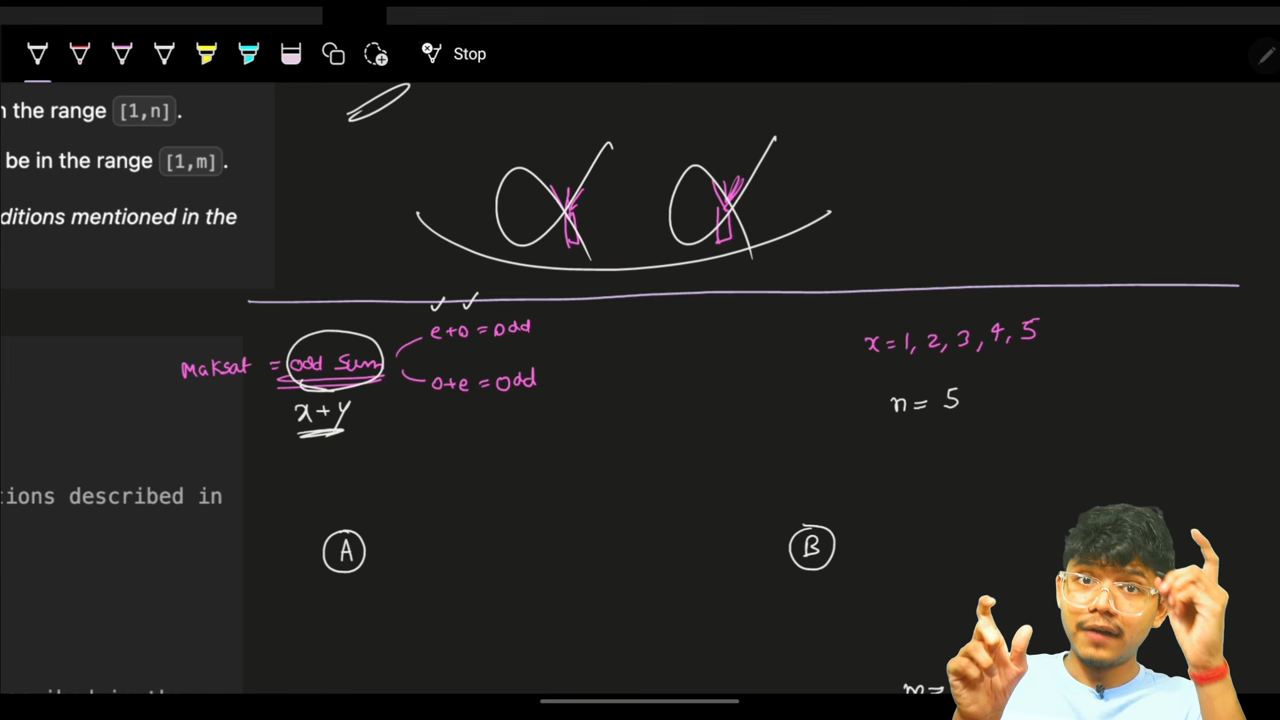 Stop
n the range [1,n].
be in the range [1,m].
ditions mentioned in the
e+o = odd
Maksat = odd sum
o+e = odd
x+y
x = 1, 2, 3, 4, 5
n = 5
tions described in
A
B
m=